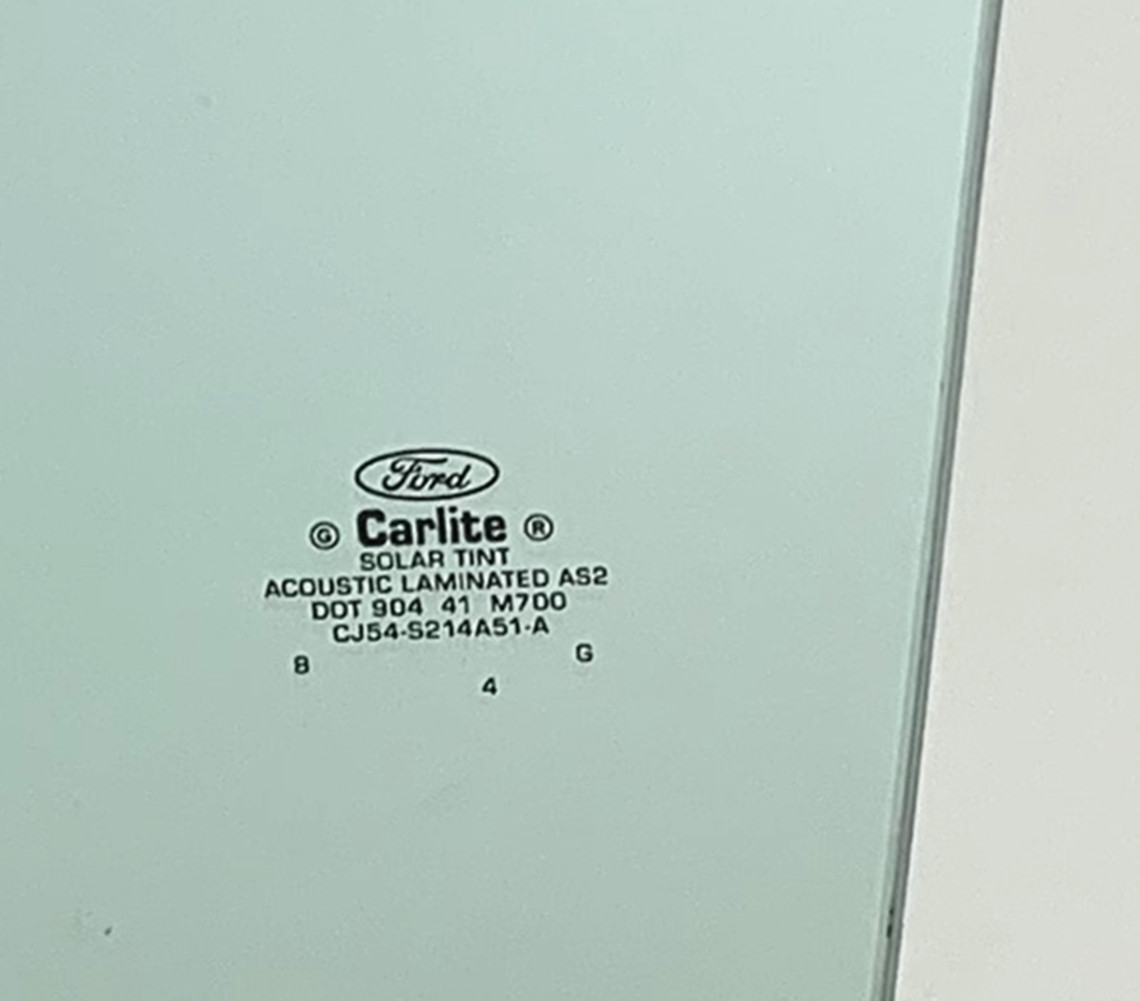 Ford
G Carlite ®
SOLAR TINT
ACOUSTIC LAMINATED AS2
DOT 904 41 M700
CJ54-S214A51-A
8 G
4